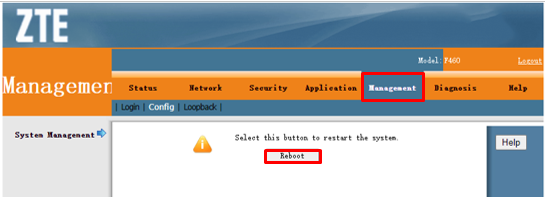 ZTE
Model: F460 Logout
Managemen
Status Network Security Application Management Diagnosis Help
| Login | Config | Loopback |
System Management
Select this button to restart the system.
Help
Reboot